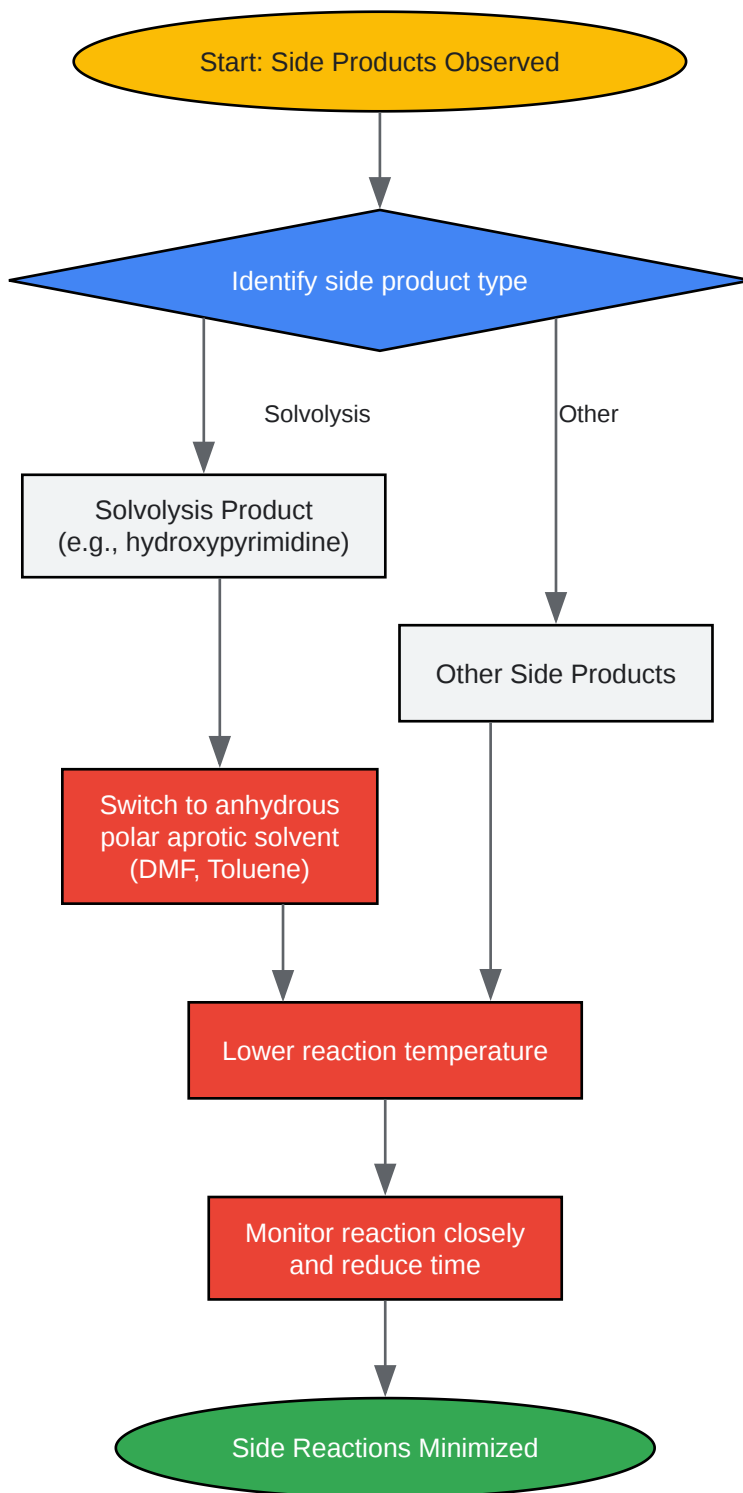 Start: Side Products Observed
Identify side product type
Solvolysis
Other
Solvolysis Product
(e.g., hydroxypyrimidine)
Other Side Products
Switch to anhydrous
polar aprotic solvent
(DMF, Toluene)
Lower reaction temperature
Monitor reaction closely
and reduce time
Side Reactions Minimized